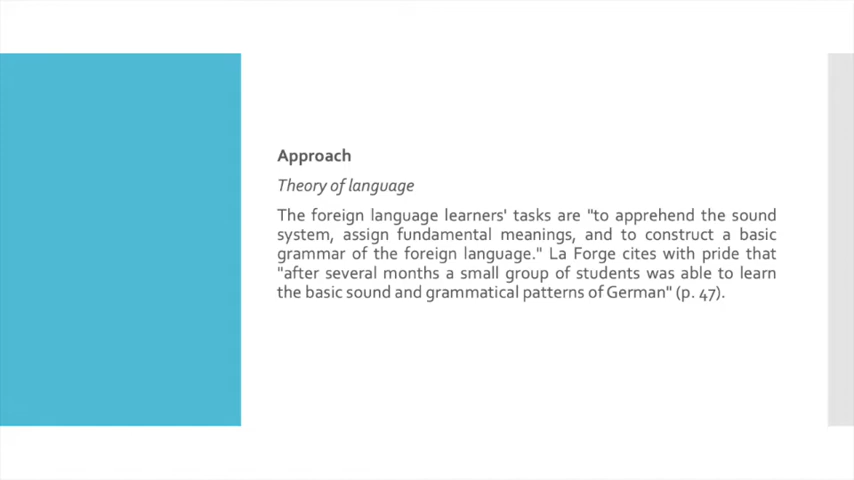 Approach
Theory of language
The foreign language learners' tasks are "to apprehend the sound
system, assign fundamental meanings, and to construct a basic
grammar of the foreign language." La Forge cites with pride that
"after several months a small group of students was able to learn
the basic sound and grammatical patterns of German" (p. 47).